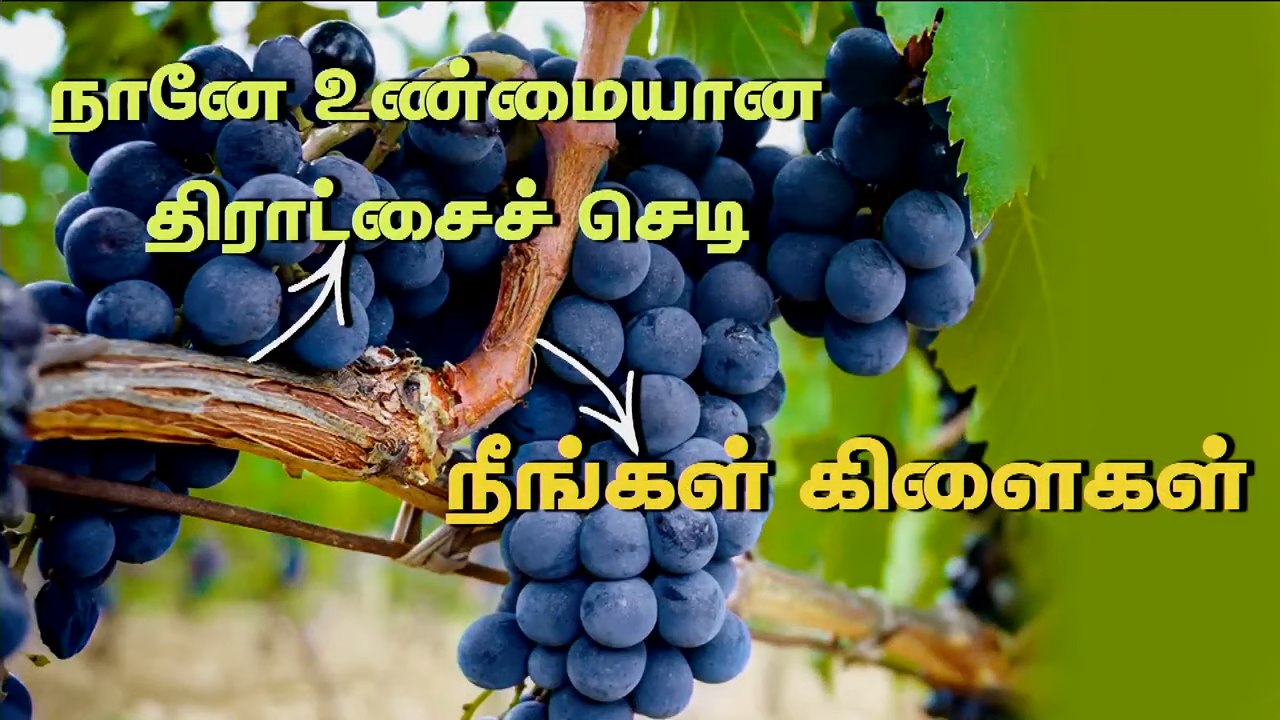 நானே உண்மையான
திராட்சைச் செடி
நீங்கள் கிளைகள்